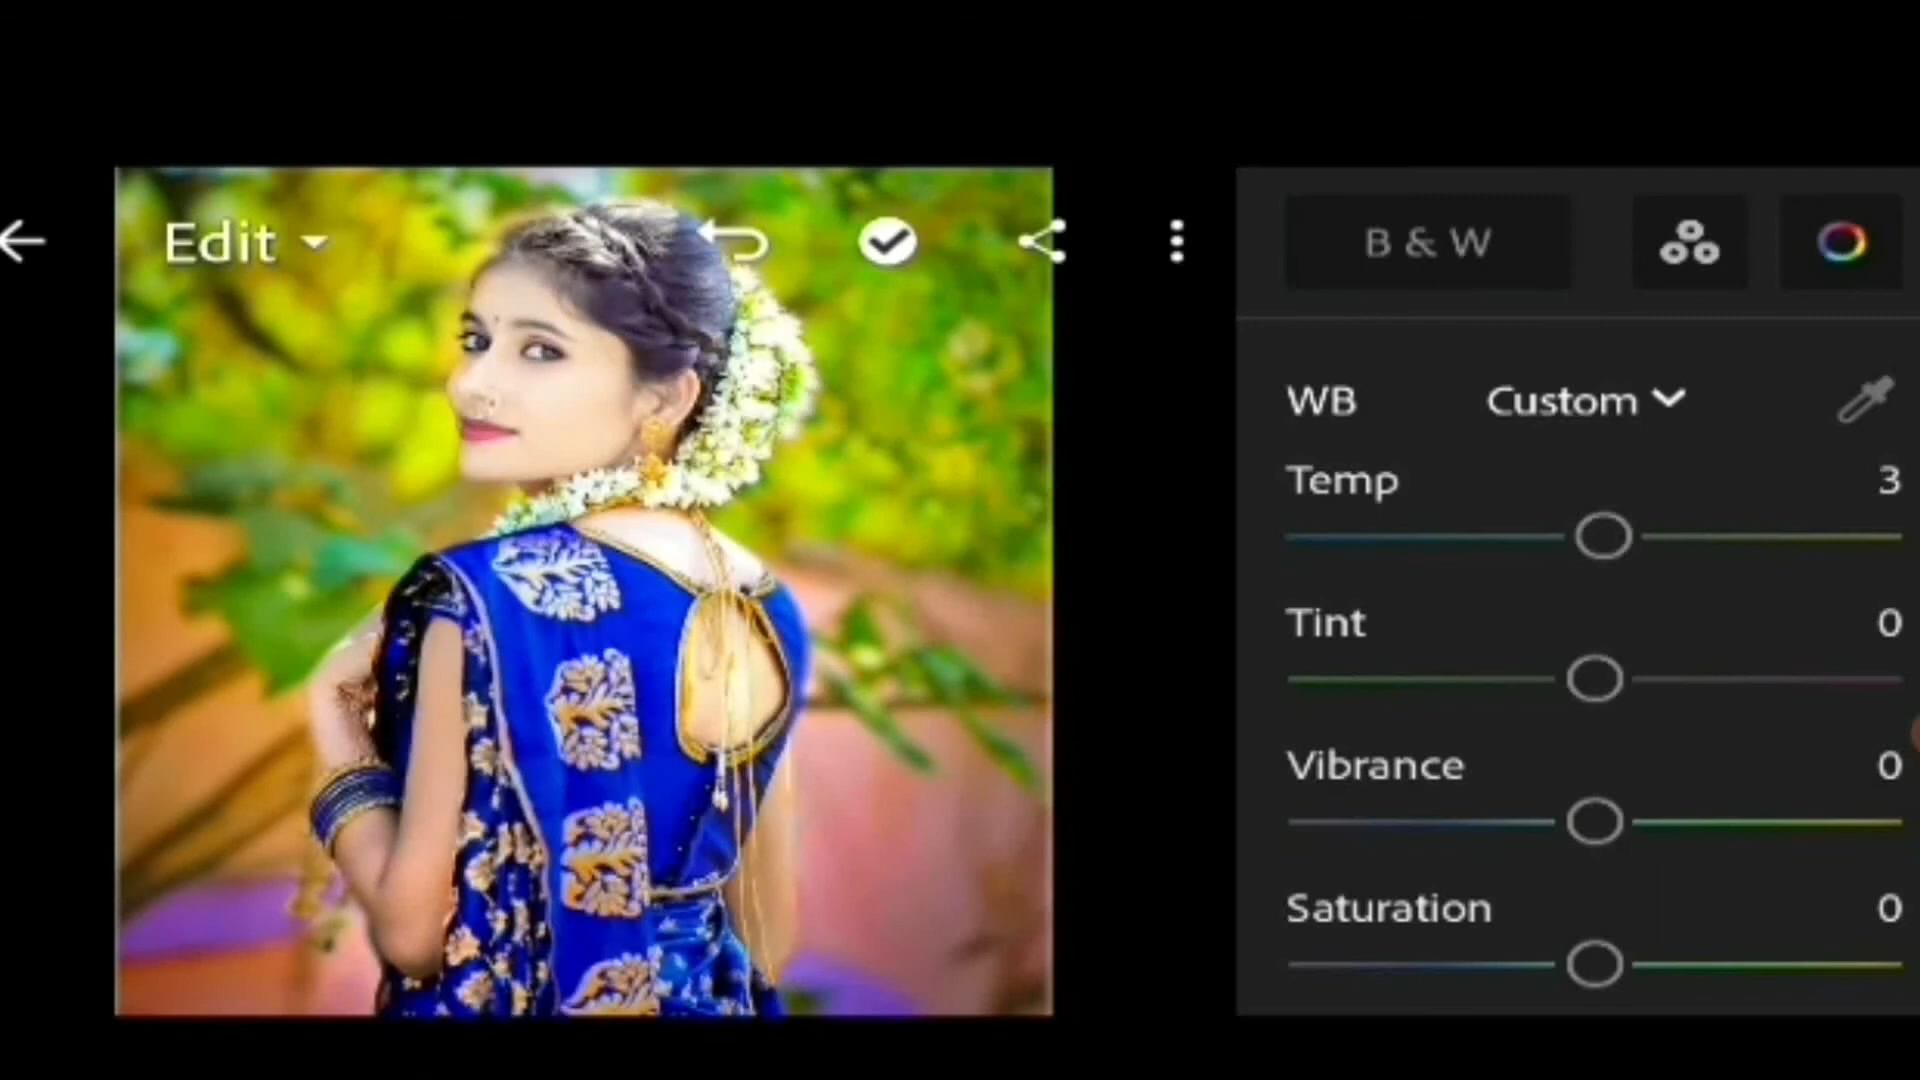 Edit
B & W
WB Custom
Temp 3
Tint 0
Vibrance 0
Saturation 0